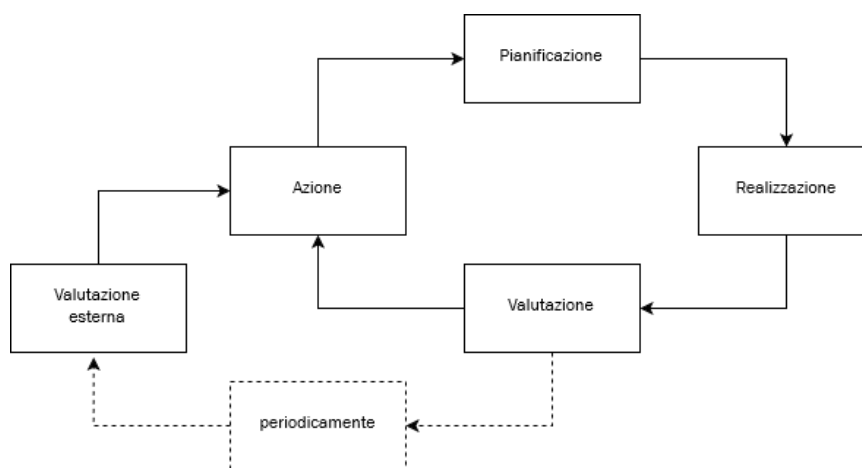 Pianificazione
Azione
Realizzazione
Valutazione
esterna
Valutazione
periodicamente